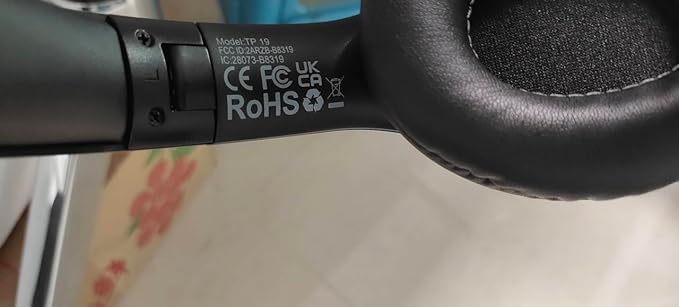 L
Model:TP 19
FCC ID:2ARZB-B8319
IC:28073-B8319
CE FC UK CA
RoHS